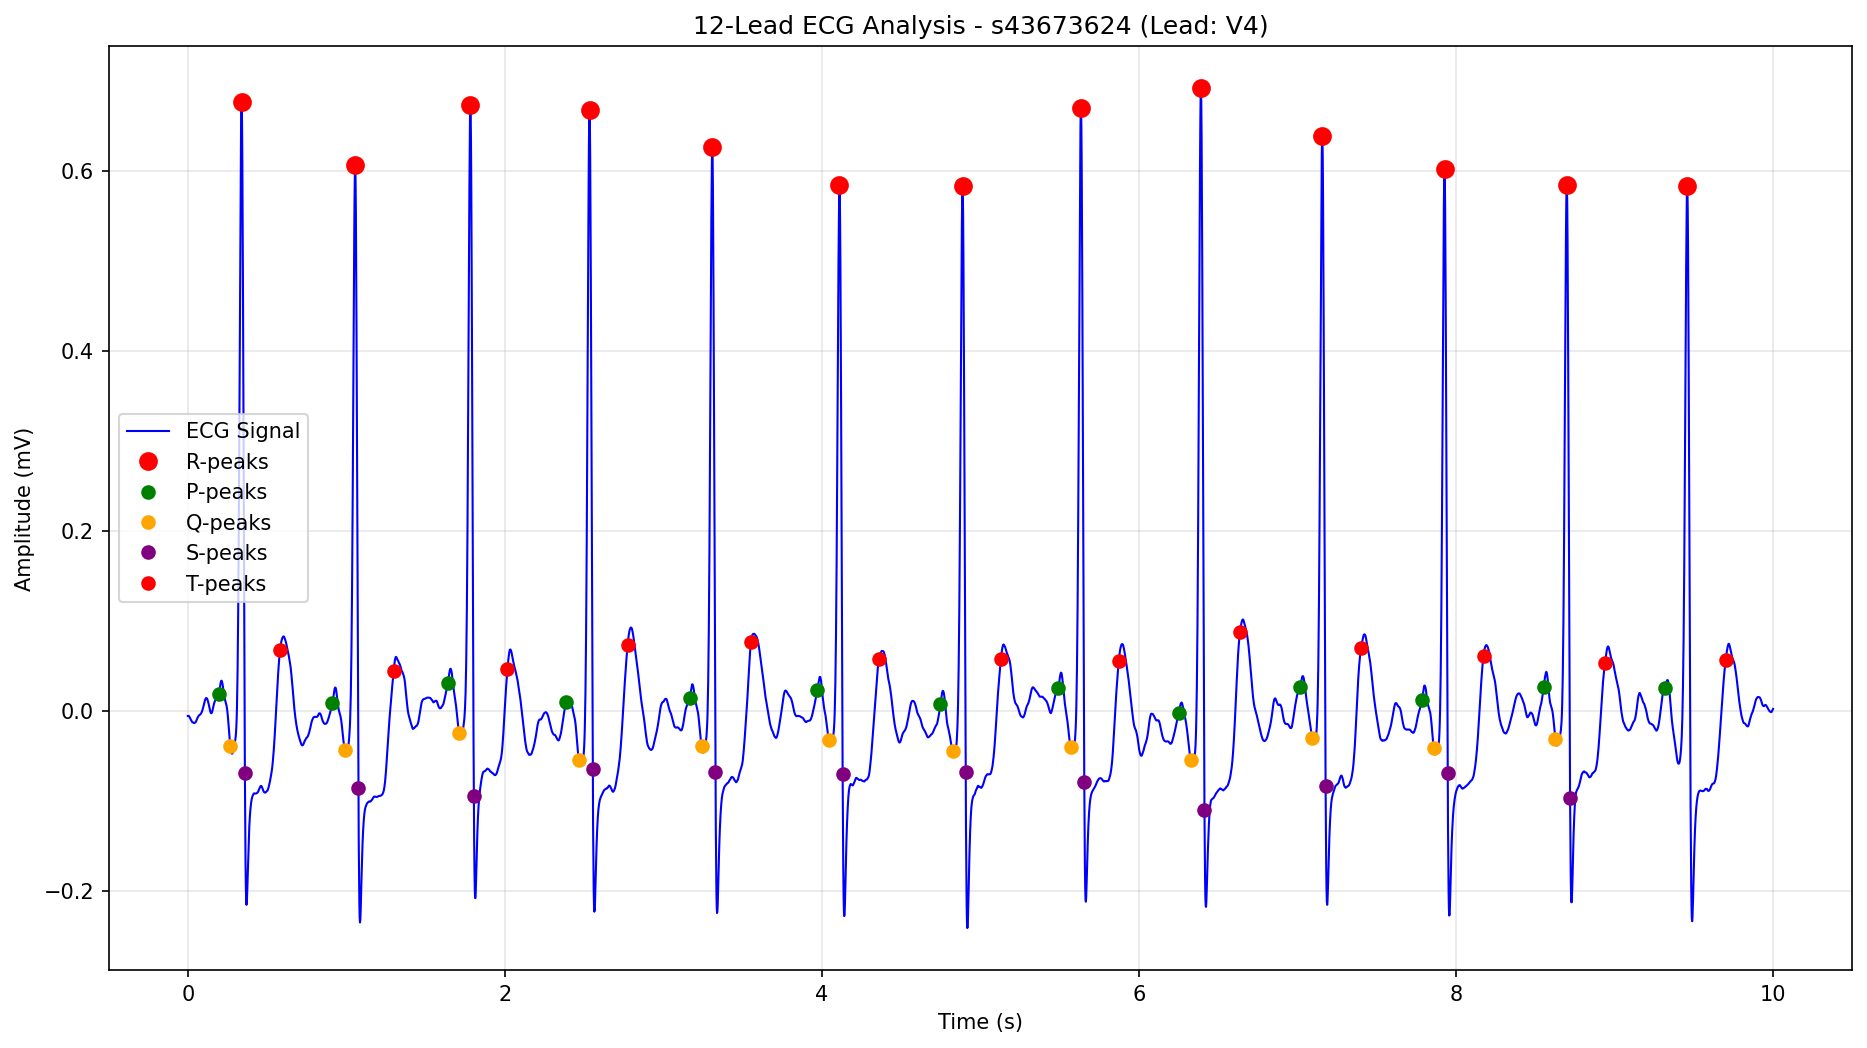 12-Lead ECG Analysis - s43673624 (Lead: V4)
Amplitude (mV)
0.6
0.4
0.2
0.0
−0.2
ECG Signal
R-peaks
P-peaks
Q-peaks
S-peaks
T-peaks
0 2 4 6 8 10
Time (s)